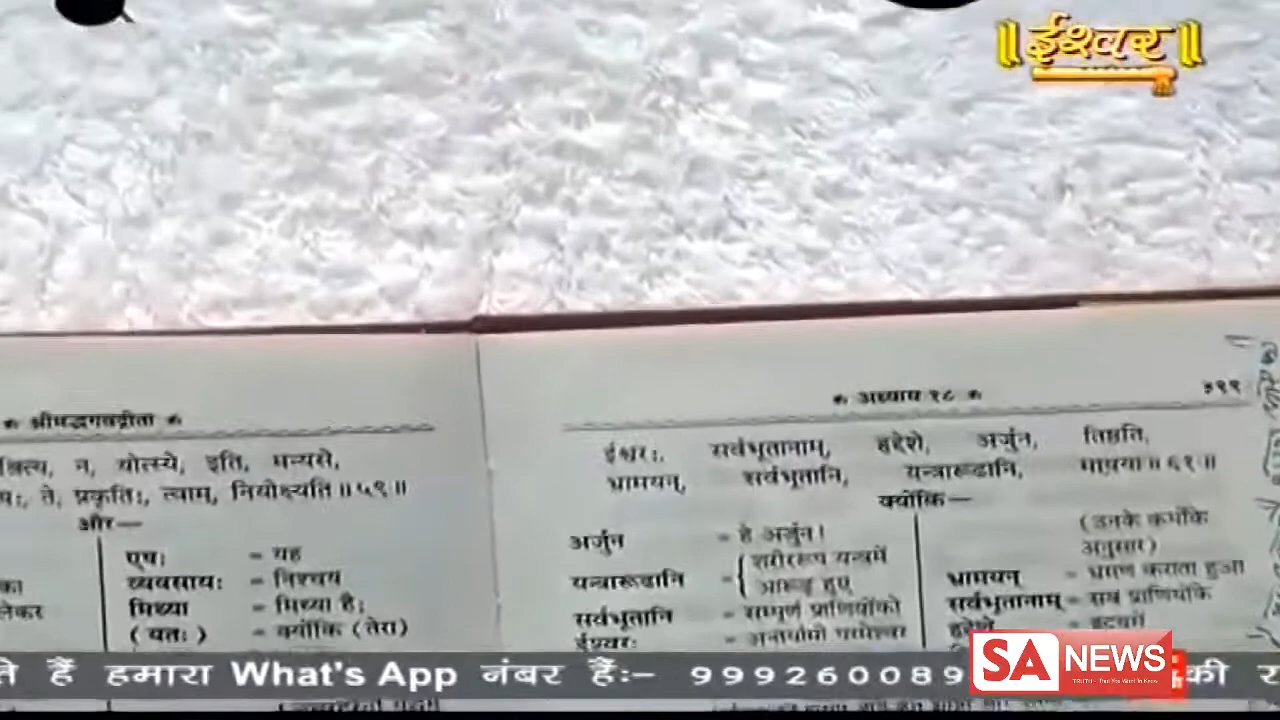 ॥ईश्वर॥
* श्रीमद्भगवद्गीता *
श्रित्य, न, योत्स्ये, इति, मन्यसे,
ते, प्रकृतिः, त्वाम्, नियोक्ष्यति॥५९॥
और—
एषः = यह
व्यवसायः = निश्चय
मिथ्या = मिथ्या है;
(यतः) = क्योंकि (तेरा)
का
लेकर
* अध्याय १८ * ३९९
ईश्वरः, सर्वभूतानाम्, हृद्देशे, अर्जुन, तिष्ठति,
भ्रामयन्, सर्वभूतानि, यन्त्रारूढानि, मायया॥६१॥
क्योंकि—
अर्जुन = हे अर्जुन!
यन्त्रारूढानि = { शरीररूप यन्त्रमें
आरूढ़ हुए
सर्वभूतानि = सम्पूर्ण प्राणियोंको
ईश्वरः = अन्तर्यामी परमेश्वर
(उनके कर्मोंके
अनुसार)
भ्रामयन् = भ्रमण कराता हुआ
सर्वभूतानाम् = सब प्राणियोंके
हृद्देशे = हृदयमें
ते हैं हमारा What's App नंबर हैः– 999260089
की
SA NEWS